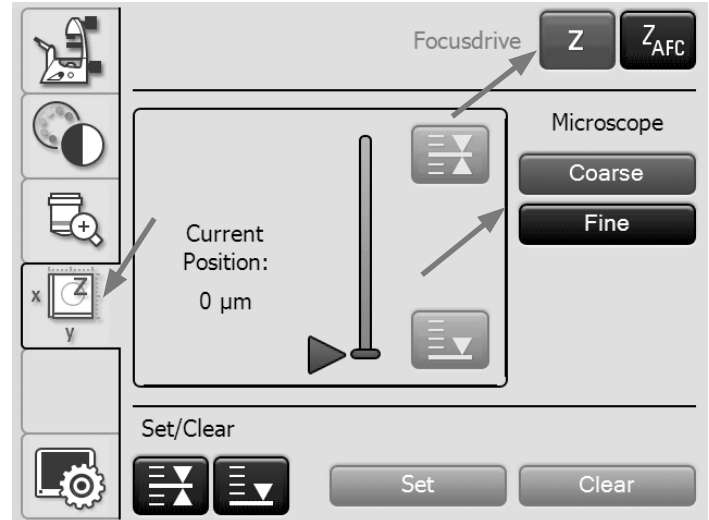 Focusdrive
Z
ZAFC
Microscope
Coarse
Fine
Current
Position:
0 µm
x
Z
y
Set/Clear
Set
Clear